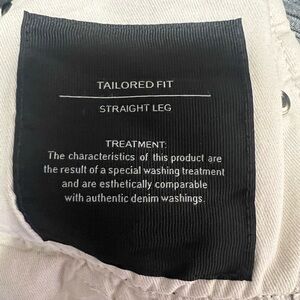 TAILORED FIT
STRAIGHT LEG
TREATMENT:
The characteristics of this product are
the result of a special washing treatment
and are esthetically comparable
with authentic denim washings.